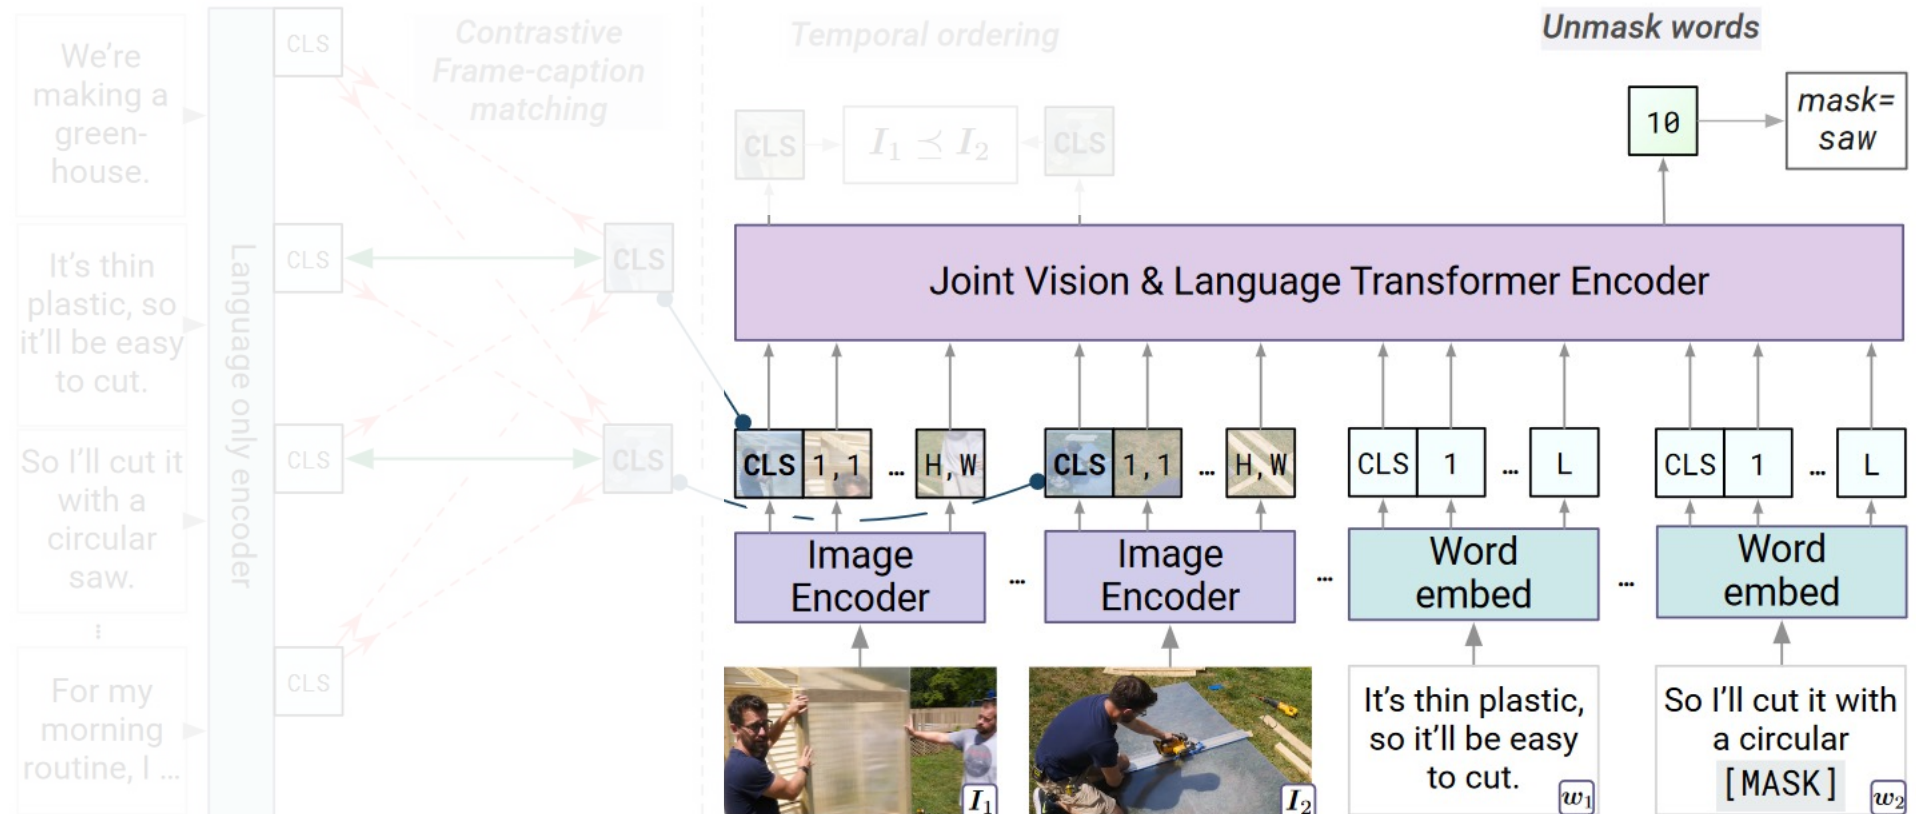 We're
making a
green-
house.
It's thin
plastic, so
it'll be easy
to cut.
So I'll cut it
with a
circular
saw.
⋮
For my
morning
routine, I ...
Language only encoder
CLS
CLS
CLS
CLS
Contrastive
Frame-caption
matching
CLS
CLS
Temporal ordering
CLS
I₁ ⪯ I₂
CLS
Unmask words
10
mask=
saw
Joint Vision & Language Transformer Encoder
CLS 1,1 ... H,W
CLS 1,1 ... H,W
CLS 1 ... L
CLS 1 ... L
Image
Encoder
...
Image
Encoder
...
Word
embed
...
Word
embed
I₁
I₂
It's thin plastic,
so it'll be easy
to cut.
w₁
So I'll cut it with
a circular
[MASK]
w₂